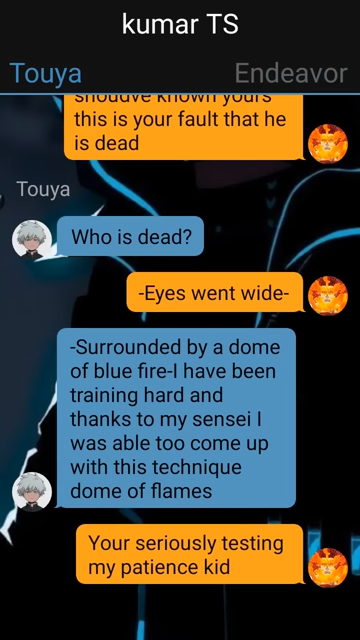 kumar TS
Touya
Endeavor
shoudve known yours
this is your fault that he
is dead
Touya
Who is dead?
-Eyes went wide-
-Surrounded by a dome
of blue fire-I have been
training hard and
thanks to my sensei I
was able too come up
with this technique
dome of flames
Your seriously testing
my patience kid